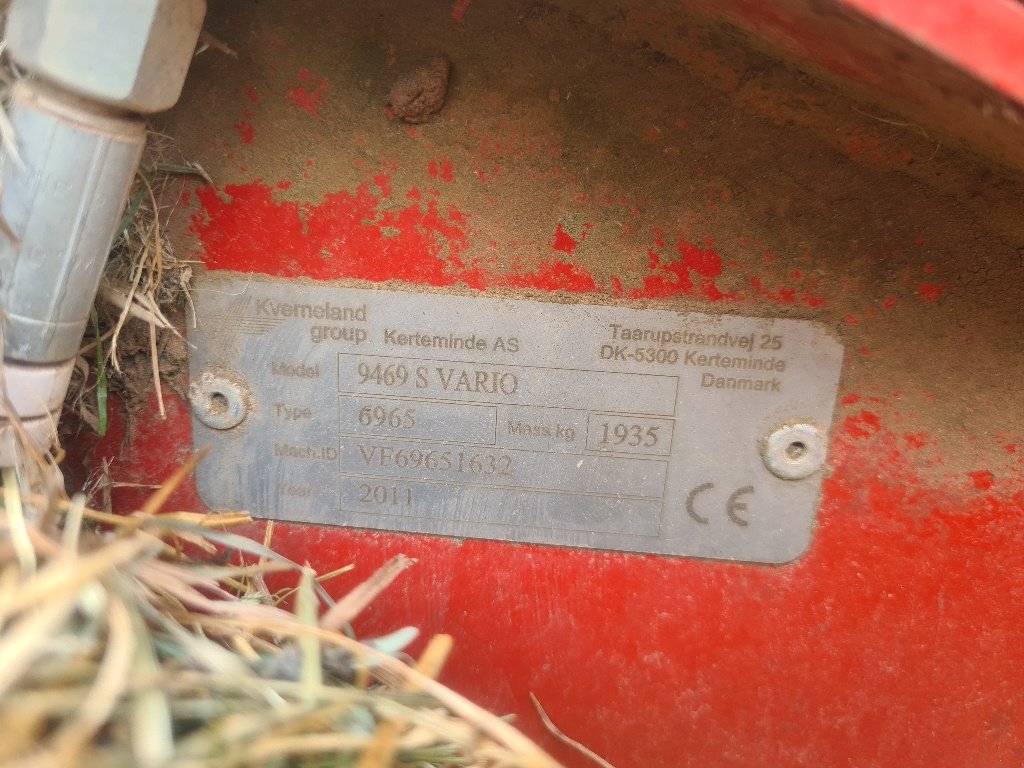 Kverneland
group Kerteminde AS
Taarupstrandvej 25
DK-5300 Kerteminde
Danmark
Model 9469 S VARIO
Type 6965 Mass kg 1935
Mach.ID VF69651632
Year 2011
CE